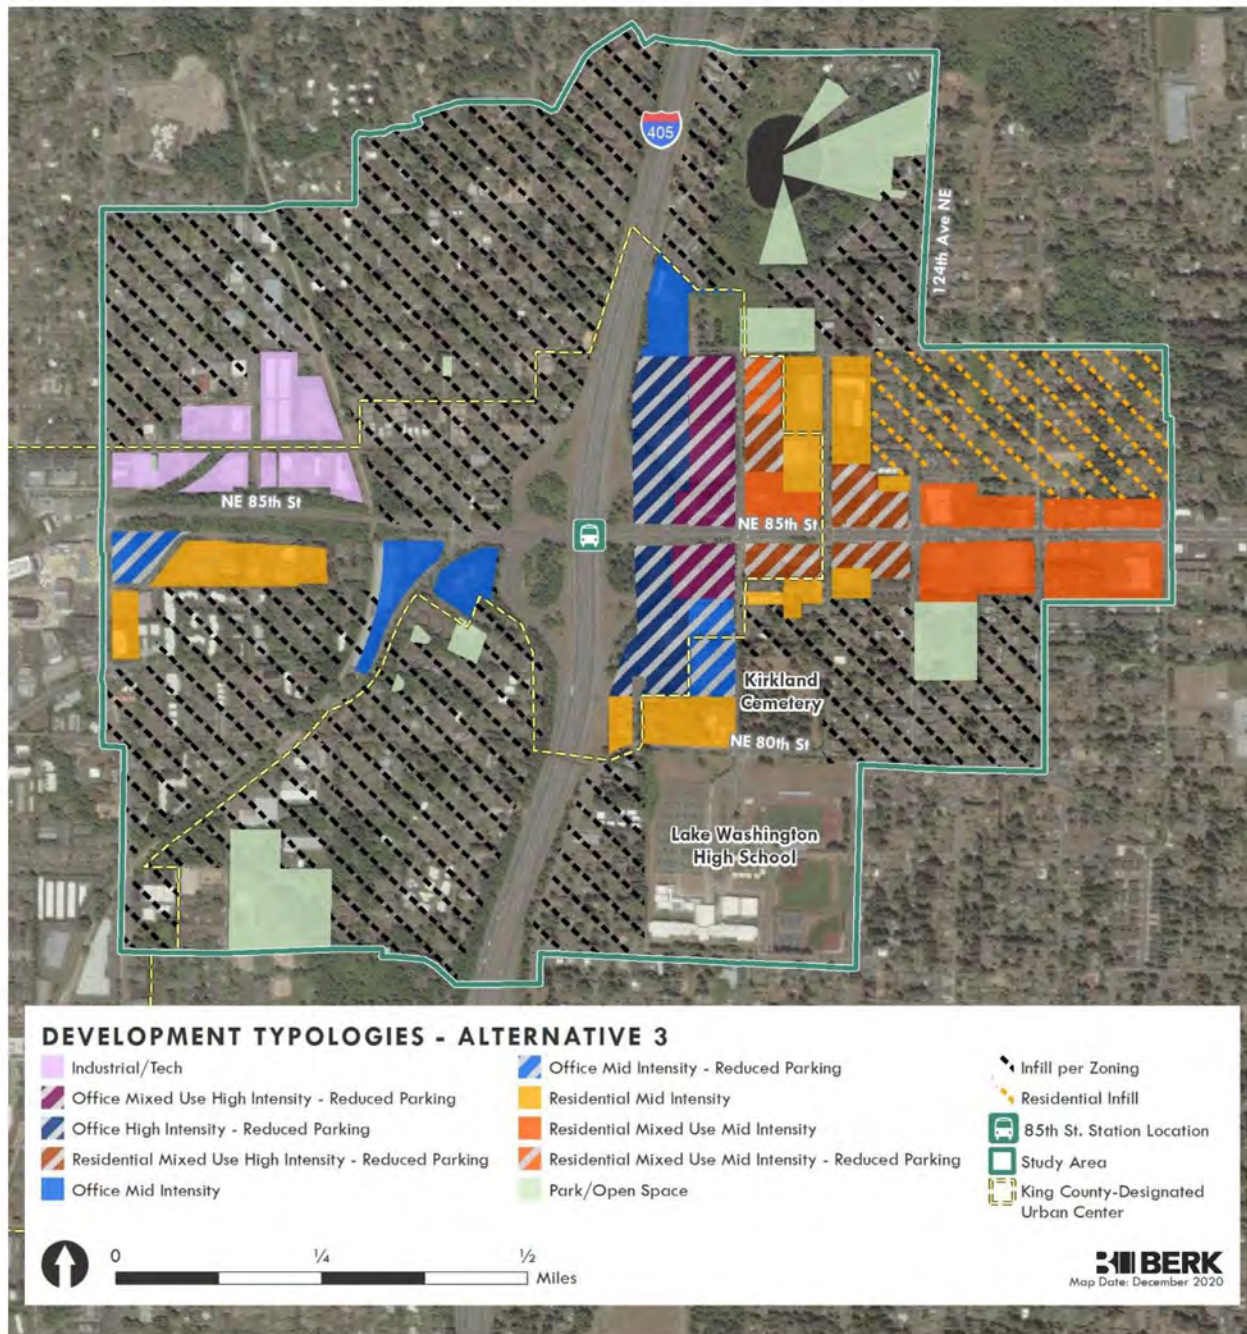 405
124th Ave NE
NE 85th St
NE 85th St
Kirkland
Cemetery
NE 80th St
Lake Washington
High School
DEVELOPMENT TYPOLOGIES - ALTERNATIVE 3
Industrial/Tech
Office Mixed Use High Intensity - Reduced Parking
Office High Intensity - Reduced Parking
Residential Mixed Use High Intensity - Reduced Parking
Office Mid Intensity
Office Mid Intensity - Reduced Parking
Residential Mid Intensity
Residential Mixed Use Mid Intensity
Residential Mixed Use Mid Intensity - Reduced Parking
Park/Open Space
Infill per Zoning
Residential Infill
85th St. Station Location
Study Area
King County-Designated
Urban Center
0 1/4 1/2
Miles
BERK
Map Date: December 2020